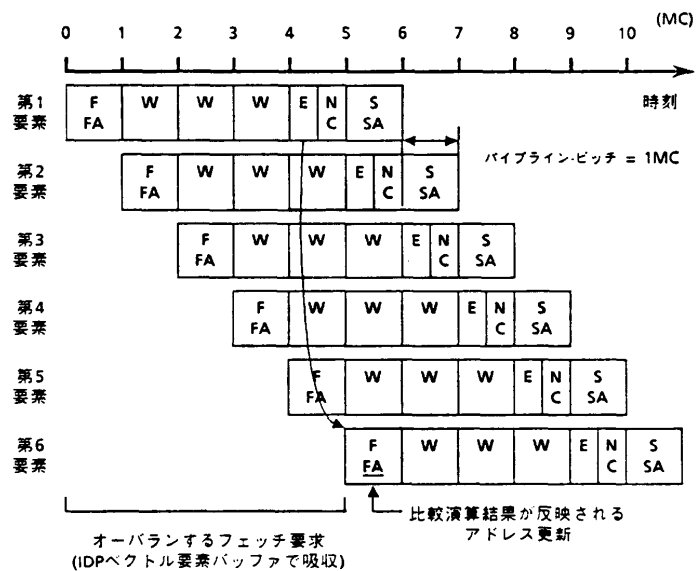 (MC)
0 1 2 3 4 5 6 7 8 9 10
時刻
第1 F W W W E N S
要素 FA C SA
パイプライン·ピッチ = 1MC
第2 F W W W E N S
要素 FA C SA
第3 F W W W E N S
要素 FA C SA
第4 F W W W E N S
要素 FA C SA
第5 F W W W E N S
要素 FA C SA
第6 F W W W E N S
要素 FA C SA
オーバランするフェッチ要求
(IDPベクトル要素バッファで吸収)
比較演算結果が反映される
アドレス更新